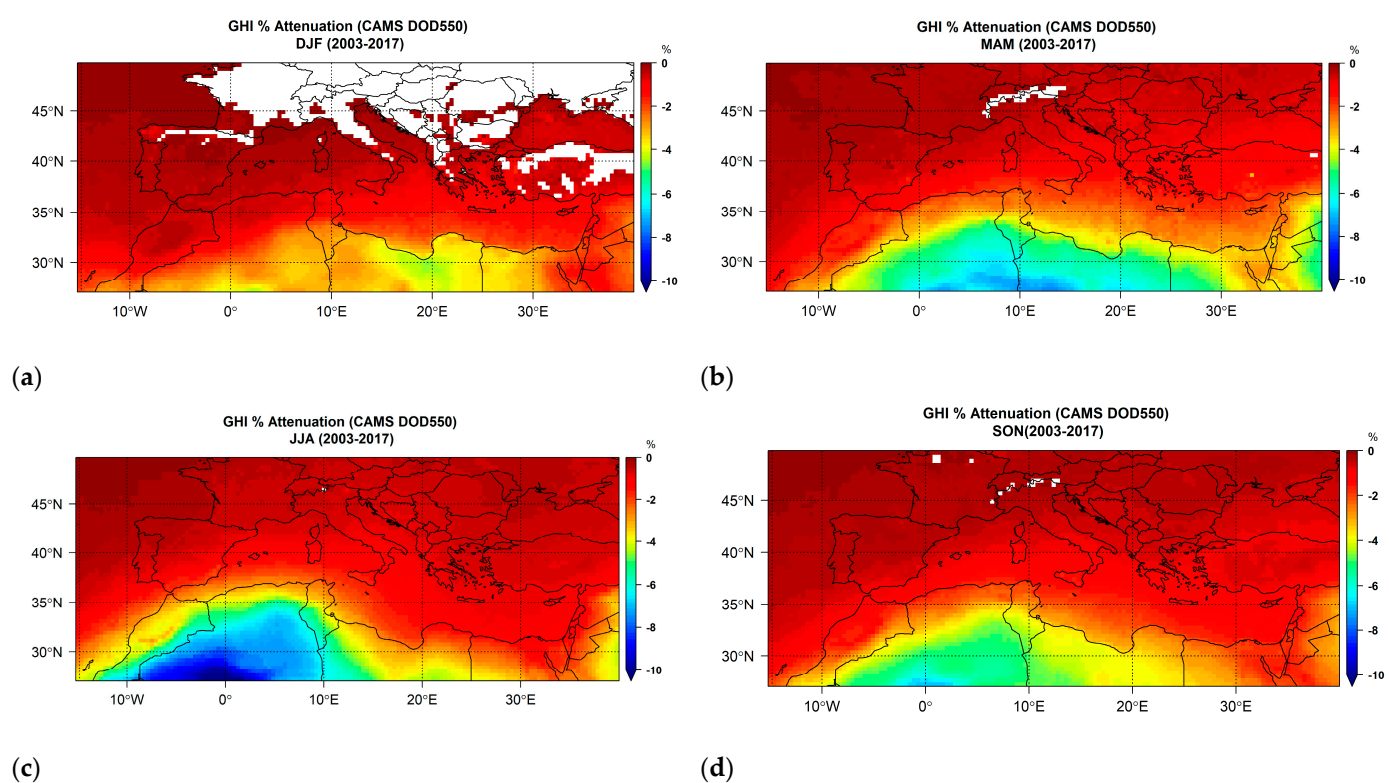 GHI % Attenuation (CAMS DOD550)
DJF (2003-2017)
%
0
-2
-4
-6
-8
-10
45°N
40°N
35°N
30°N
10°W 0° 10°E 20°E 30°E
(a)
GHI % Attenuation (CAMS DOD550)
MAM (2003-2017)
%
0
-2
-4
-6
-8
-10
45°N
40°N
35°N
30°N
10°W 0° 10°E 20°E 30°E
(b)
GHI % Attenuation (CAMS DOD550)
JJA (2003-2017)
%
0
-2
-4
-6
-8
-10
45°N
40°N
35°N
30°N
10°W 0° 10°E 20°E 30°E
(c)
GHI % Attenuation (CAMS DOD550)
SON(2003-2017)
%
0
-2
-4
-6
-8
-10
45°N
40°N
35°N
30°N
10°W 0° 10°E 20°E 30°E
(d)